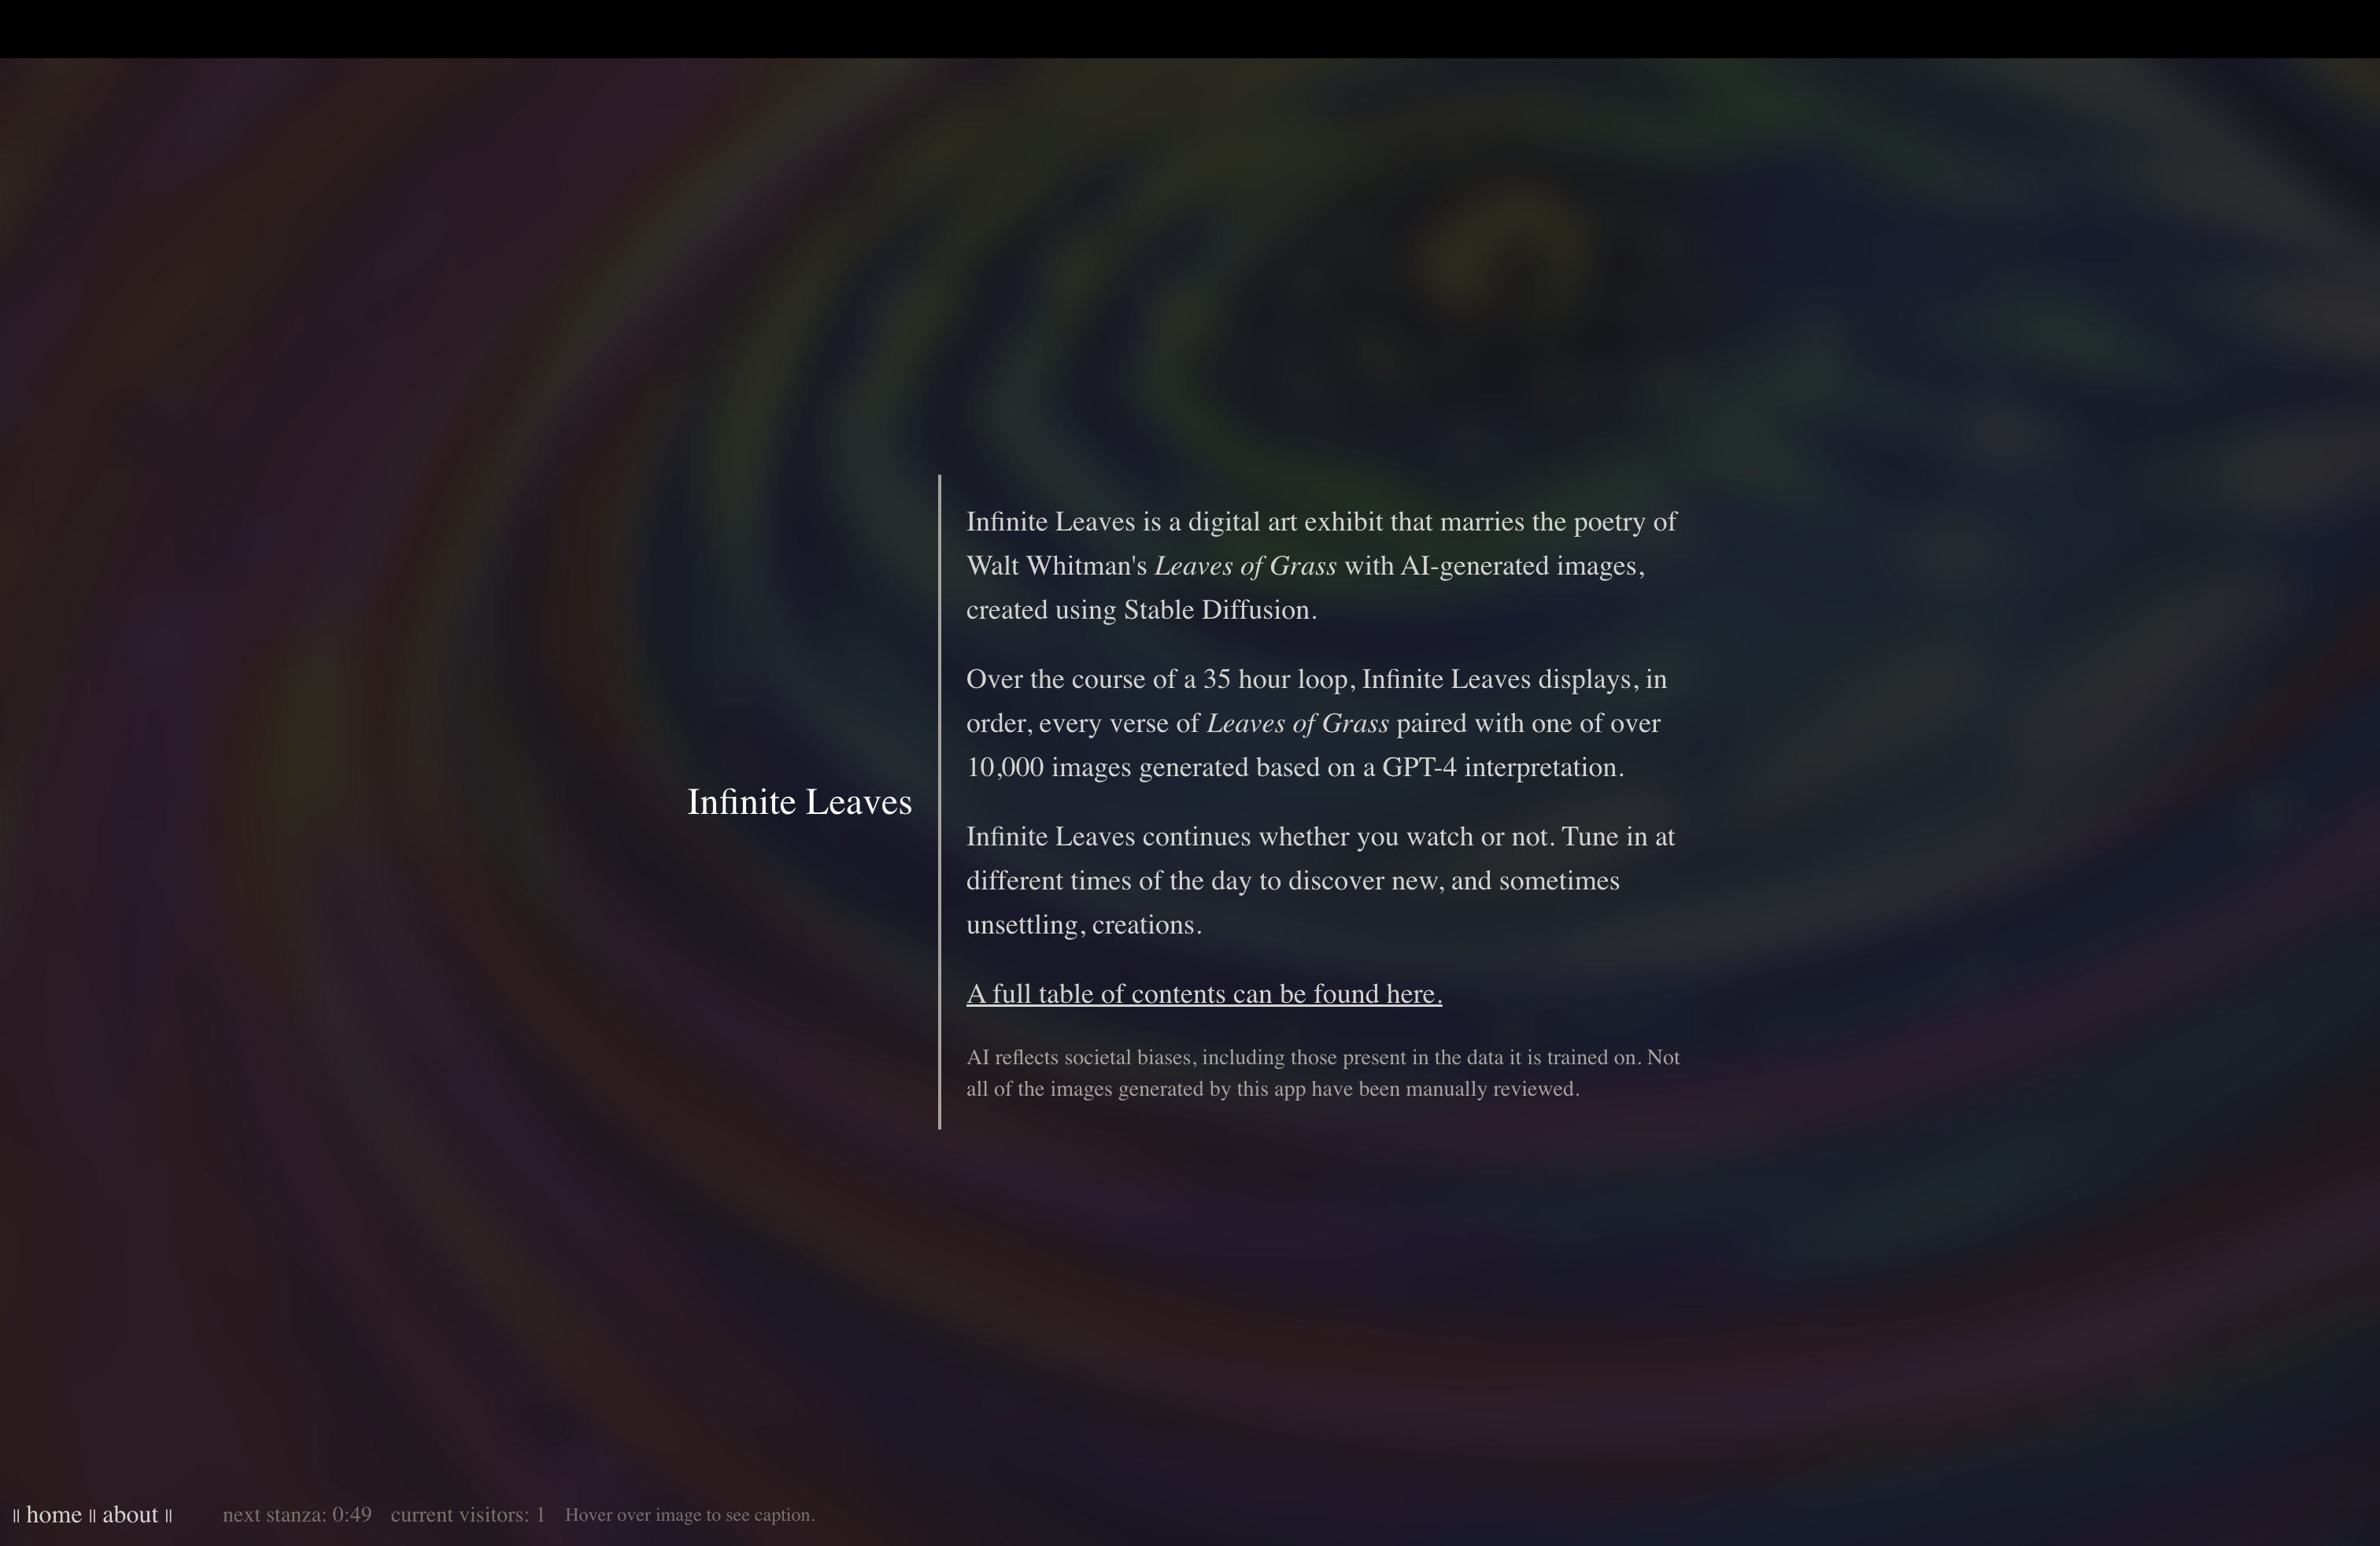 Infinite Leaves
Infinite Leaves is a digital art exhibit that marries the poetry of
Walt Whitman's Leaves of Grass with AI-generated images,
created using Stable Diffusion.
Over the course of a 35 hour loop, Infinite Leaves displays, in
order, every verse of Leaves of Grass paired with one of over
10,000 images generated based on a GPT-4 interpretation.
Infinite Leaves continues whether you watch or not. Tune in at
different times of the day to discover new, and sometimes
unsettling, creations.
A full table of contents can be found here.
AI reflects societal biases, including those present in the data it is trained on. Not
all of the images generated by this app have been manually reviewed.
|| home || about || next stanza: 0:49 current visitors: 1 Hover over image to see caption.